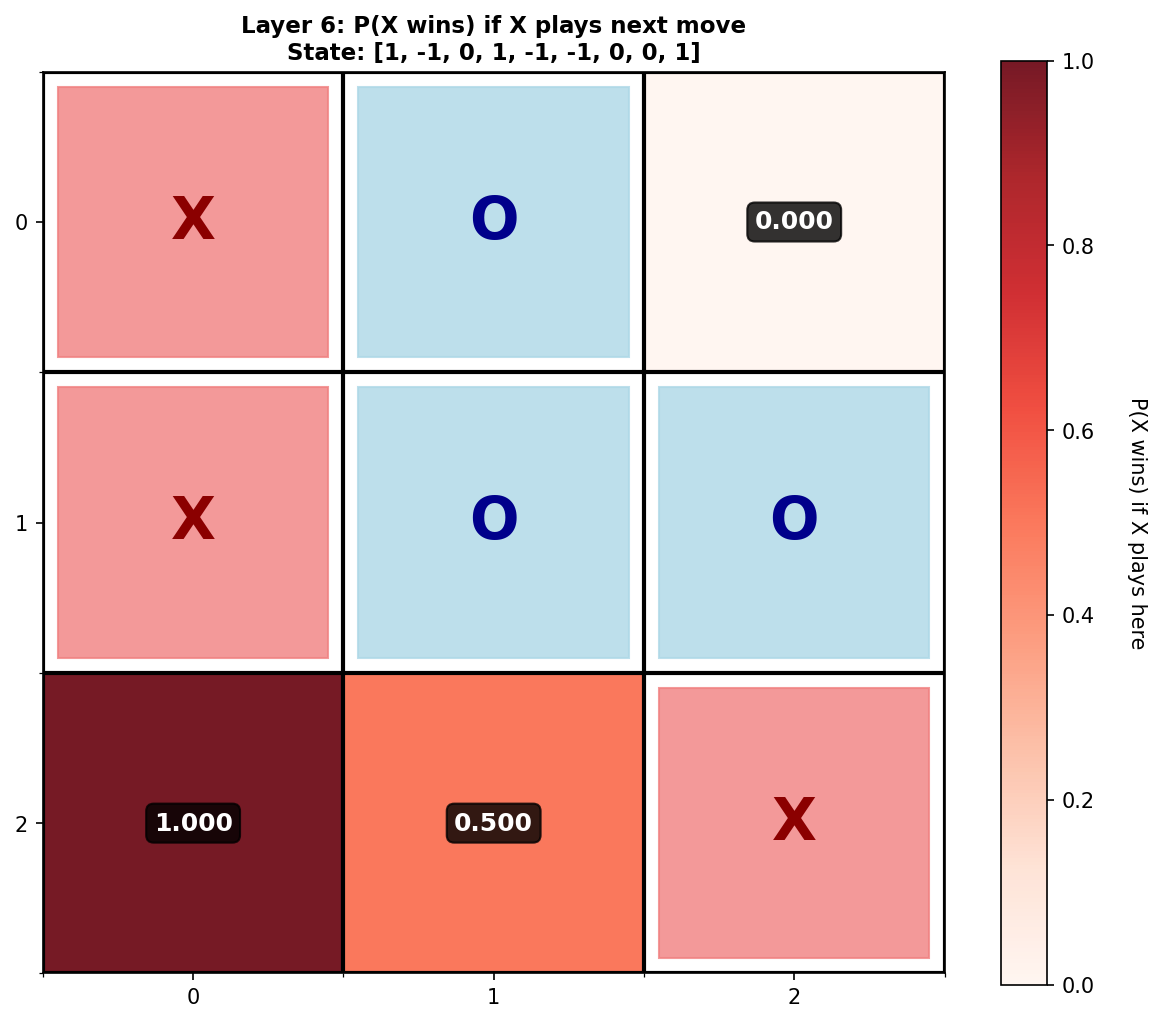 Layer 6: P(X wins) if X plays next move
State: [1, -1, 0, 1, -1, -1, 0, 0, 1]
X
O
0.000
X
O
O
1.000
0.500
X
0
1
2
0
1
2
1.0
0.8
0.6
0.4
0.2
0.0
P(X wins) if X plays here